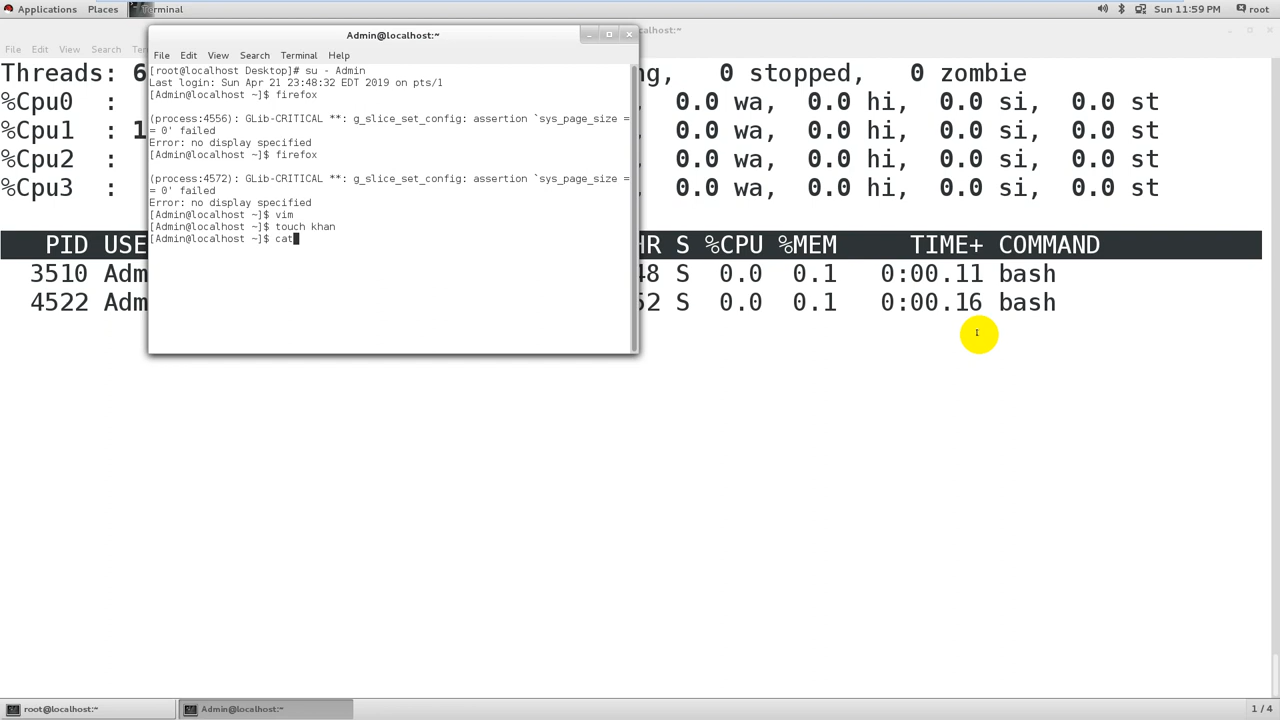 Applications Places Terminal Sun 11:59 PM root
Admin@localhost:~
File Edit View Search Terminal Help
[root@localhost Desktop]# su - Admin
Last login: Sun Apr 21 23:48:32 EDT 2019 on pts/1
[Admin@localhost ~]$ firefox
(process:4556): GLib-CRITICAL **: g_slice_set_config: assertion `sys_page_size =
= 0' failed
Error: no display specified
[Admin@localhost ~]$ firefox
(process:4572): GLib-CRITICAL **: g_slice_set_config: assertion `sys_page_size =
= 0' failed
Error: no display specified
[Admin@localhost ~]$ vim
[Admin@localhost ~]$ touch khan
[Admin@localhost ~]$ cat
File Edit View Search st:~
Threads: 6 ng, 0 stopped, 0 zombie
%Cpu0 : , 0.0 wa, 0.0 hi, 0.0 si, 0.0 st
%Cpu1 : 1 , 0.0 wa, 0.0 hi, 0.0 si, 0.0 st
%Cpu2 : , 0.0 wa, 0.0 hi, 0.0 si, 0.0 st
%Cpu3 : , 0.0 wa, 0.0 hi, 0.0 si, 0.0 st
PID USE HR S %CPU %MEM TIME+ COMMAND
3510 Adm 48 S 0.0 0.1 0:00.11 bash
4522 Adm 52 S 0.0 0.1 0:00.16 bash
root@localhost:~ Admin@localhost:~ 1 / 4